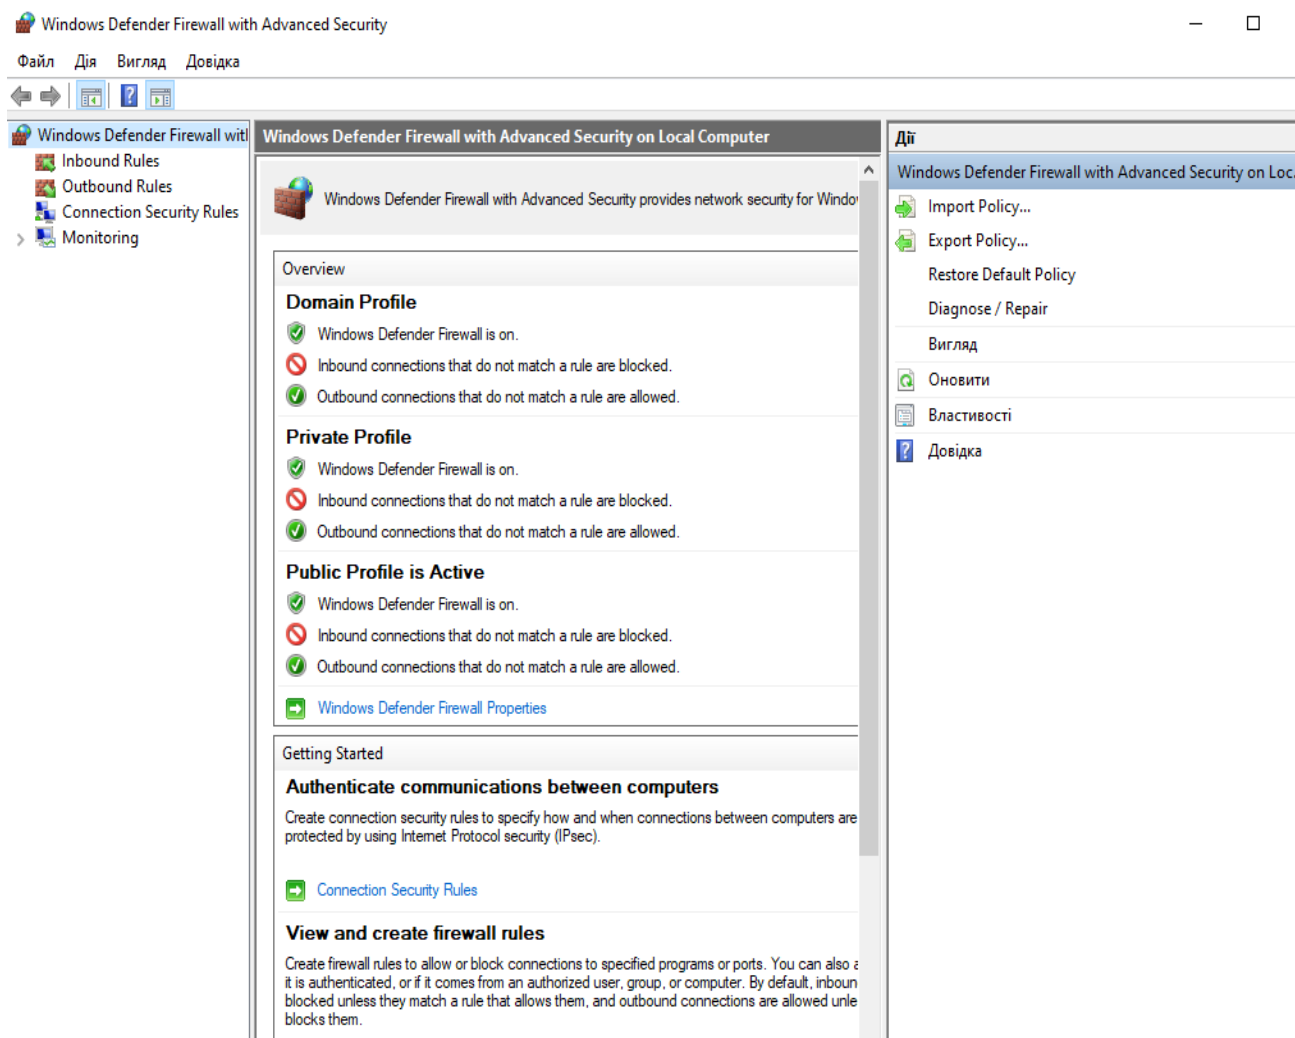 Windows Defender Firewall with Advanced Security
Файл Дія Вигляд Довідка
Windows Defender Firewall with
Inbound Rules
Outbound Rules
Connection Security Rules
Monitoring
Windows Defender Firewall with Advanced Security on Local Computer
Windows Defender Firewall with Advanced Security provides network security for Window
Overview
Domain Profile
Windows Defender Firewall is on.
Inbound connections that do not match a rule are blocked.
Outbound connections that do not match a rule are allowed.
Private Profile
Windows Defender Firewall is on.
Inbound connections that do not match a rule are blocked.
Outbound connections that do not match a rule are allowed.
Public Profile is Active
Windows Defender Firewall is on.
Inbound connections that do not match a rule are blocked.
Outbound connections that do not match a rule are allowed.
Windows Defender Firewall Properties
Getting Started
Authenticate communications between computers
Create connection security rules to specify how and when connections between computers are
protected by using Internet Protocol security (IPsec).
Connection Security Rules
View and create firewall rules
Create firewall rules to allow or block connections to specified programs or ports. You can also a
it is authenticated, or if it comes from an authorized user, group, or computer. By default, inboun
blocked unless they match a rule that allows them, and outbound connections are allowed unle
blocks them.
Дії
Windows Defender Firewall with Advanced Security on Loc.
Import Policy...
Export Policy...
Restore Default Policy
Diagnose / Repair
Вигляд
Оновити
Властивості
Довідка